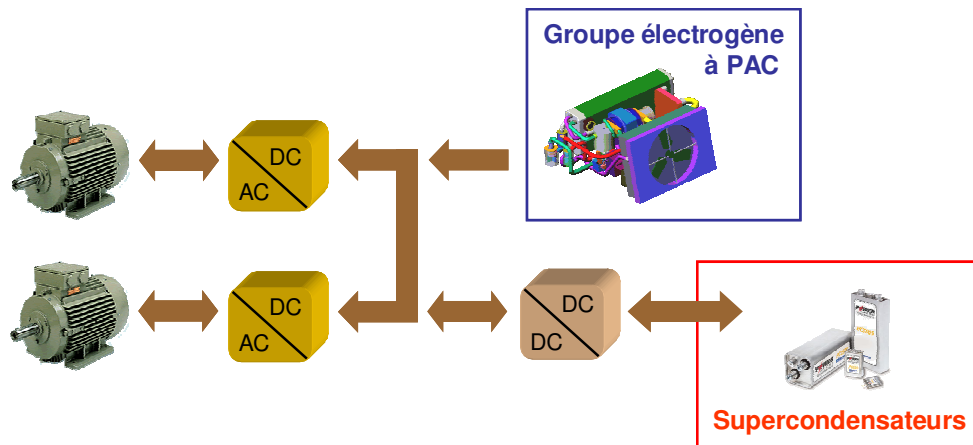 Groupe électrogène
à PAC
DC
AC
DC
AC
DC
DC
Supercondensateurs